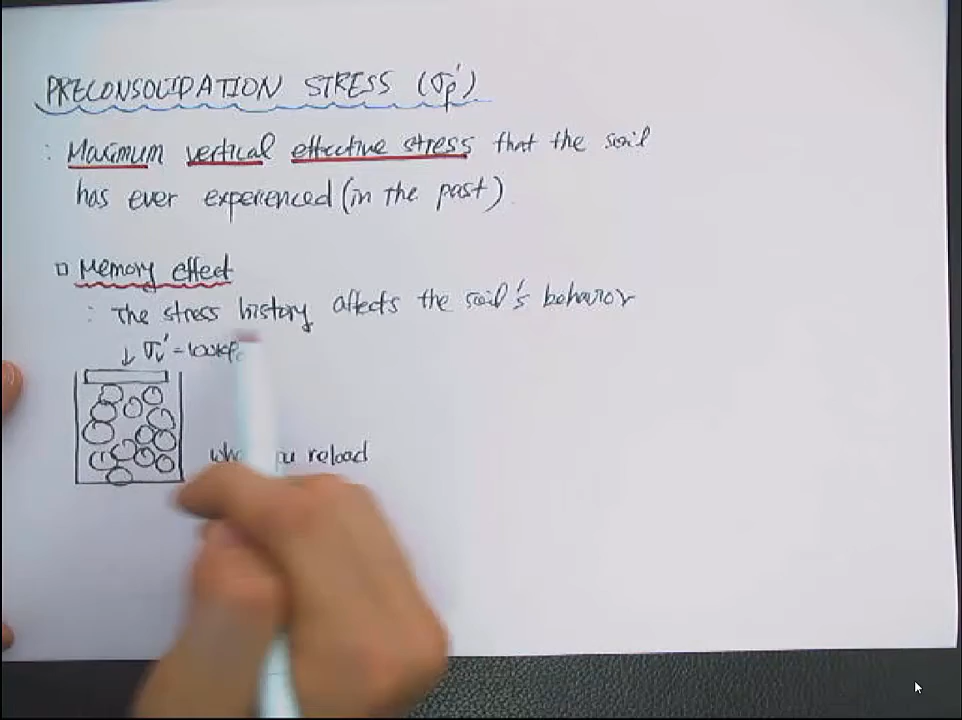 PRECONSOLIDATION STRESS (σp')
: Maximum vertical effective stress that the soil
has ever experienced (in the past)
□ Memory effect
: The stress history affects the soil's behavior
↓ σv' =
reload